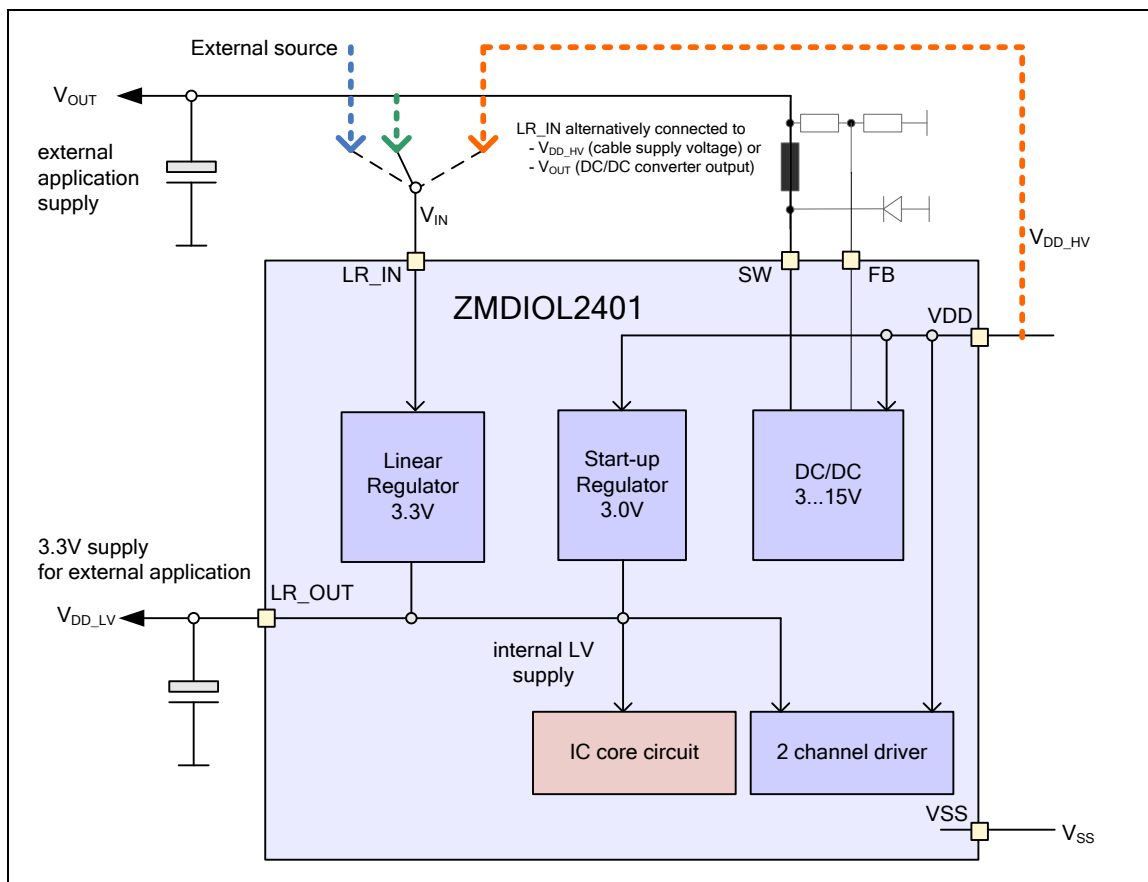 External source
V_OUT
external
application
supply
LR_IN alternatively connected to
- V_DD_HV (cable supply voltage) or
- V_OUT (DC/DC converter output)
V_IN
V_DD_HV
LR_IN
SW
FB
ZMDIOL2401
VDD
Linear
Regulator
3.3V
Start-up
Regulator
3.0V
DC/DC
3...15V
3.3V supply
for external application
LR_OUT
V_DD_LV
internal LV
supply
IC core circuit
2 channel driver
VSS
V_SS